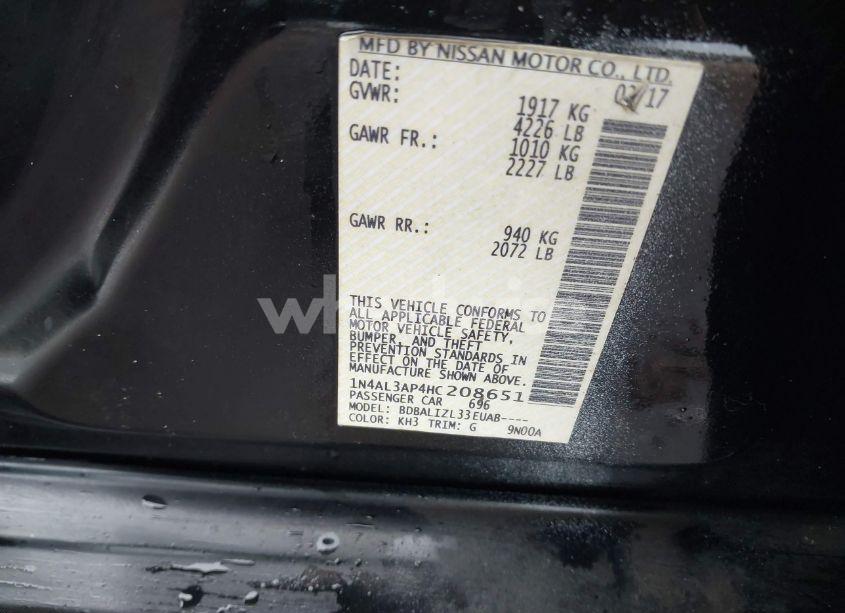 MFD BY NISSAN MOTOR CO., LTD.
DATE: /17
GVWR: 1917 KG
4226 LB
GAWR FR.: 1010 KG
2227 LB
GAWR RR.: 940 KG
2072 LB
THIS VEHICLE CONFORMS TO
ALL APPLICABLE FEDERAL
MOTOR VEHICLE SAFETY,
BUMPER, AND THEFT
PREVENTION STANDARDS IN
EFFECT ON THE DATE OF
MANUFACTURE SHOWN ABOVE.
1N4AL3AP4HC208651
PASSENGER CAR 696
MODEL: BDBALIZL33EUAB----
COLOR: KH3 TRIM: G 9N00A